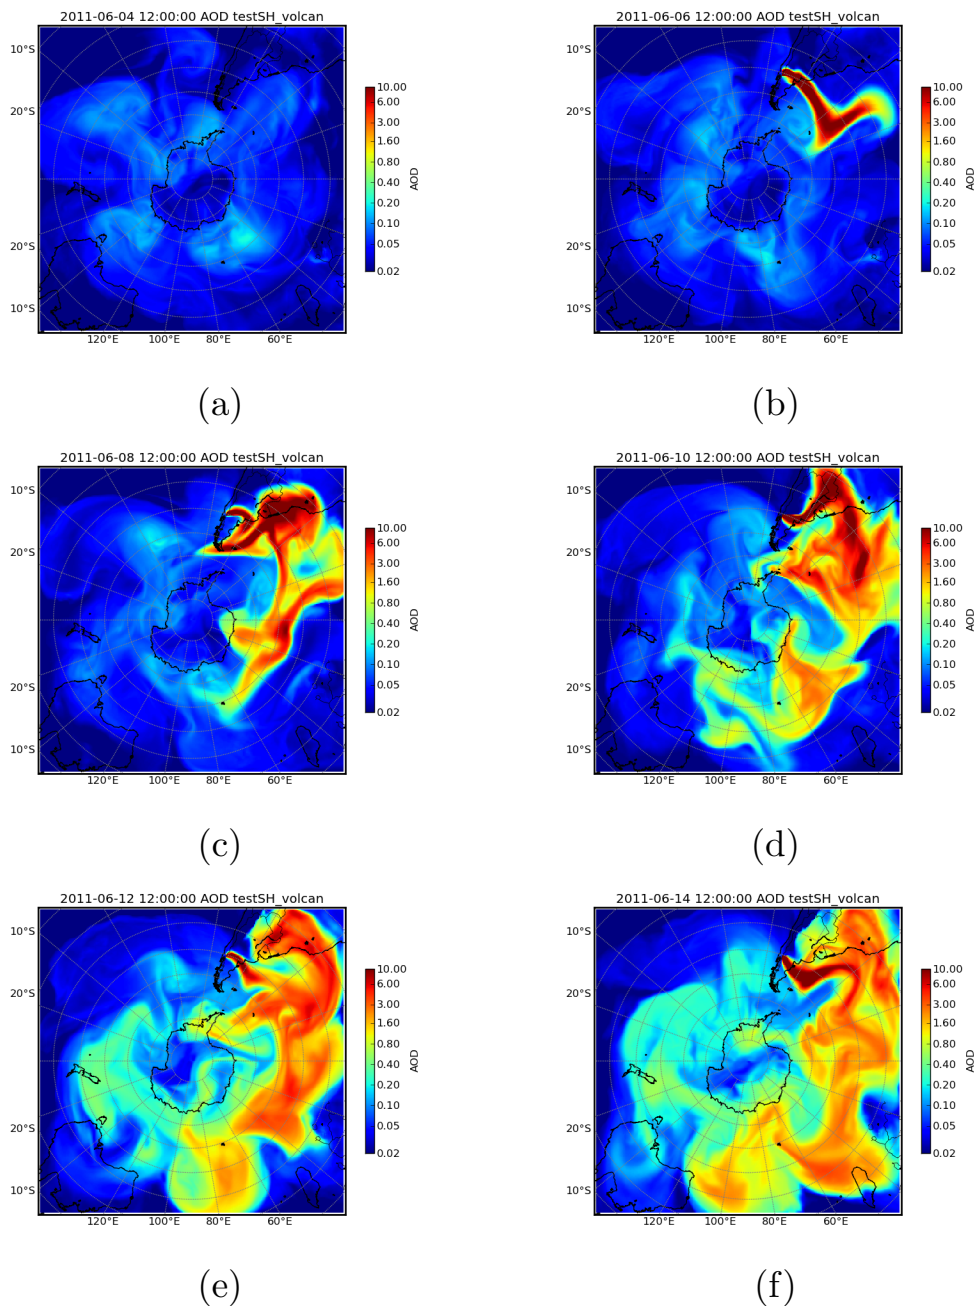 2011-06-04 12:00:00 AOD testSH_volcan
10°S
20°S
20°S
10°S
120°E 100°E 80°E 60°E
10.00
6.00
3.00
1.60
0.80
0.40
0.20
0.10
0.05
0.02
AOD
(a)
2011-06-06 12:00:00 AOD testSH_volcan
10°S
20°S
20°S
10°S
120°E 100°E 80°E 60°E
10.00
6.00
3.00
1.60
0.80
0.40
0.20
0.10
0.05
0.02
AOD
(b)
2011-06-08 12:00:00 AOD testSH_volcan
10°S
20°S
20°S
10°S
120°E 100°E 80°E 60°E
10.00
6.00
3.00
1.60
0.80
0.40
0.20
0.10
0.05
0.02
AOD
(c)
2011-06-10 12:00:00 AOD testSH_volcan
10°S
20°S
20°S
10°S
120°E 100°E 80°E 60°E
10.00
6.00
3.00
1.60
0.80
0.40
0.20
0.10
0.05
0.02
AOD
(d)
2011-06-12 12:00:00 AOD testSH_volcan
10°S
20°S
20°S
10°S
120°E 100°E 80°E 60°E
10.00
6.00
3.00
1.60
0.80
0.40
0.20
0.10
0.05
0.02
AOD
(e)
2011-06-14 12:00:00 AOD testSH_volcan
10°S
20°S
20°S
10°S
120°E 100°E 80°E 60°E
10.00
6.00
3.00
1.60
0.80
0.40
0.20
0.10
0.05
0.02
AOD
(f)